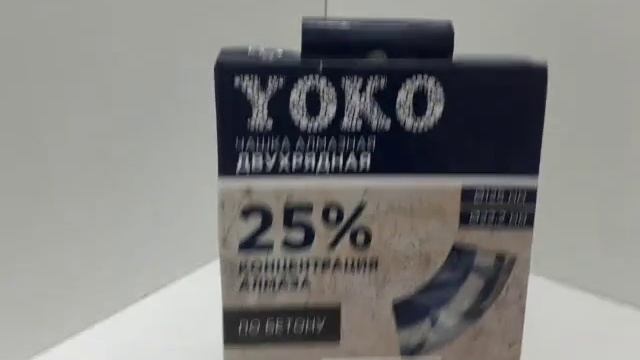 YOKO
ЧАШКА АЛМАЗНАЯ
ДВУХРЯДНАЯ
25%
КОНЦЕНТРАЦИЯ
АЛМАЗА
ПО БЕТОНУ